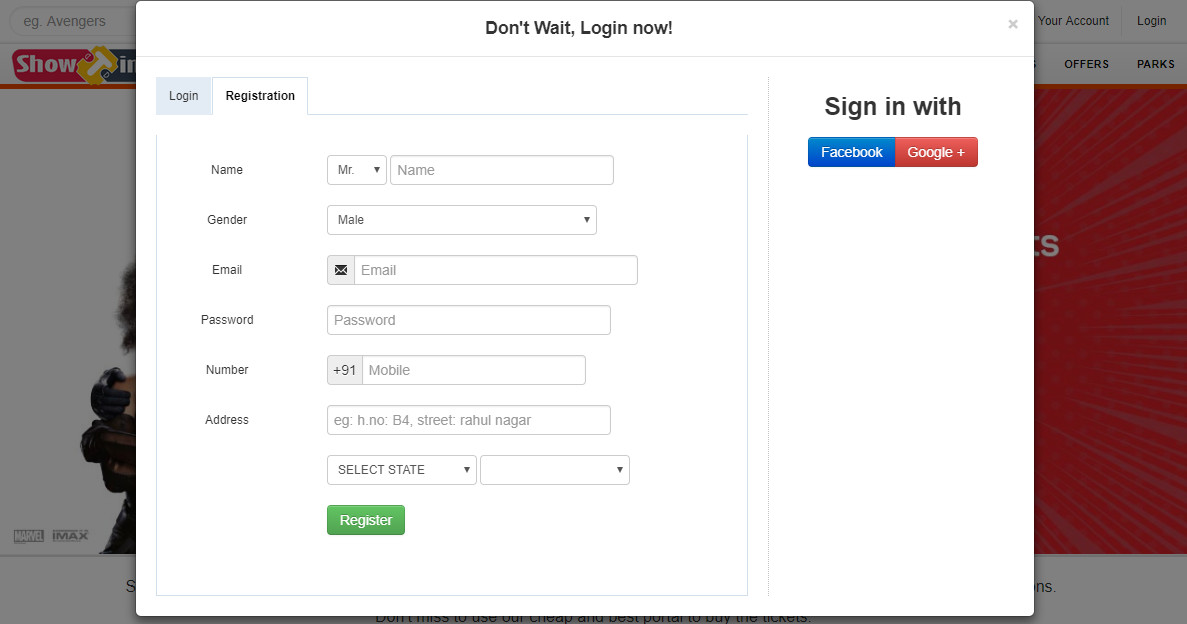 eg. Avengers
Don't Wait, Login now!
×
Your Account
Login
Show in
OFFERS
PARKS
Login
Registration
Sign in with
Facebook
Google +
Name
Mr.
Name
Gender
Male
Email
Email
Password
Password
Number
+91
Mobile
Address
eg: h.no: B4, street: rahul nagar
SELECT STATE
Register
MARVEL
IMAX
Don't miss to use our cheap and best portal to buy the tickets.